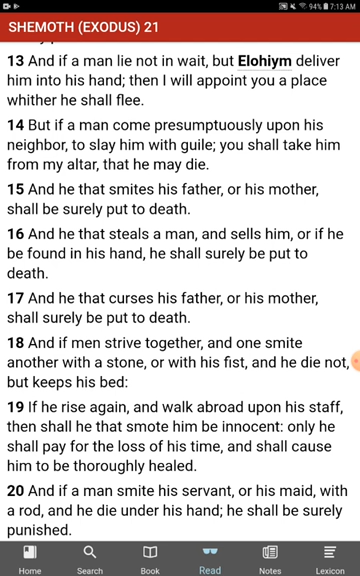 94% 7:13 AM
SHEMOTH (EXODUS) 21
13 And if a man lie not in wait, but Elohiym deliver
him into his hand; then I will appoint you a place
whither he shall flee.
14 But if a man come presumptuously upon his
neighbor, to slay him with guile; you shall take him
from my altar, that he may die.
15 And he that smites his father, or his mother,
shall be surely put to death.
16 And he that steals a man, and sells him, or if he
be found in his hand, he shall surely be put to
death.
17 And he that curses his father, or his mother,
shall surely be put to death.
18 And if men strive together, and one smite
another with a stone, or with his fist, and he die not,
but keeps his bed:
19 If he rise again, and walk abroad upon his staff,
then shall he that smote him be innocent: only he
shall pay for the loss of his time, and shall cause
him to be thoroughly healed.
20 And if a man smite his servant, or his maid, with
a rod, and he die under his hand; he shall be surely
punished.
Home Search Book Read Notes Lexicon